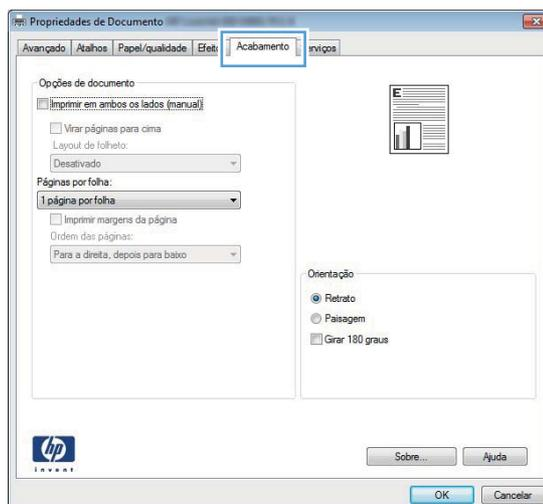 Propriedades de Documento
Avançado Atalhos Papel/qualidade Efeito Acabamento erviços
Opções de documento
Imprimir em ambos os lados (manual)
Virar páginas para cima
Layout de folheto:
Desativado
Páginas por folha:
1 página por folha
Imprimir margens da página
Ordem das páginas:
Para a direita, depois para baixo
E
Orientação
Retrato
Paisagem
Girar 180 graus
hp
invent
Sobre... Ajuda
OK Cancelar